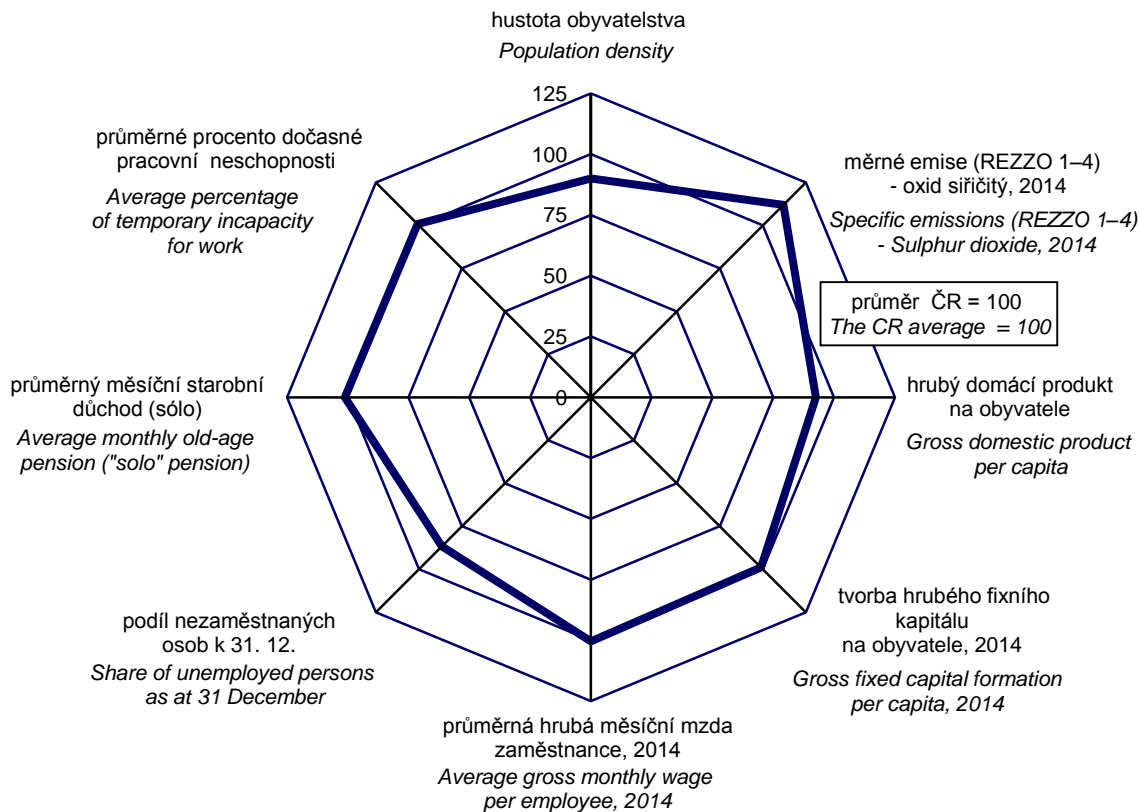 hustota obyvatelstva
Population density
125
100
75
50
25
0
měrné emise (REZZO 1–4)
- oxid siřičitý, 2014
Specific emissions (REZZO 1–4)
- Sulphur dioxide, 2014
průměr ČR = 100
The CR average = 100
hrubý domácí produkt
na obyvatele
Gross domestic product
per capita
tvorba hrubého fixního
kapitálu
na obyvatele, 2014
Gross fixed capital formation
per capita, 2014
průměrná hrubá měsíční mzda
zaměstnance, 2014
Average gross monthly wage
per employee, 2014
podíl nezaměstnaných
osob k 31. 12.
Share of unemployed persons
as at 31 December
průměrný měsíční starobní
důchod (sólo)
Average monthly old-age
pension ("solo" pension)
průměrné procento dočasné
pracovní neschopnosti
Average percentage
of temporary incapacity
for work